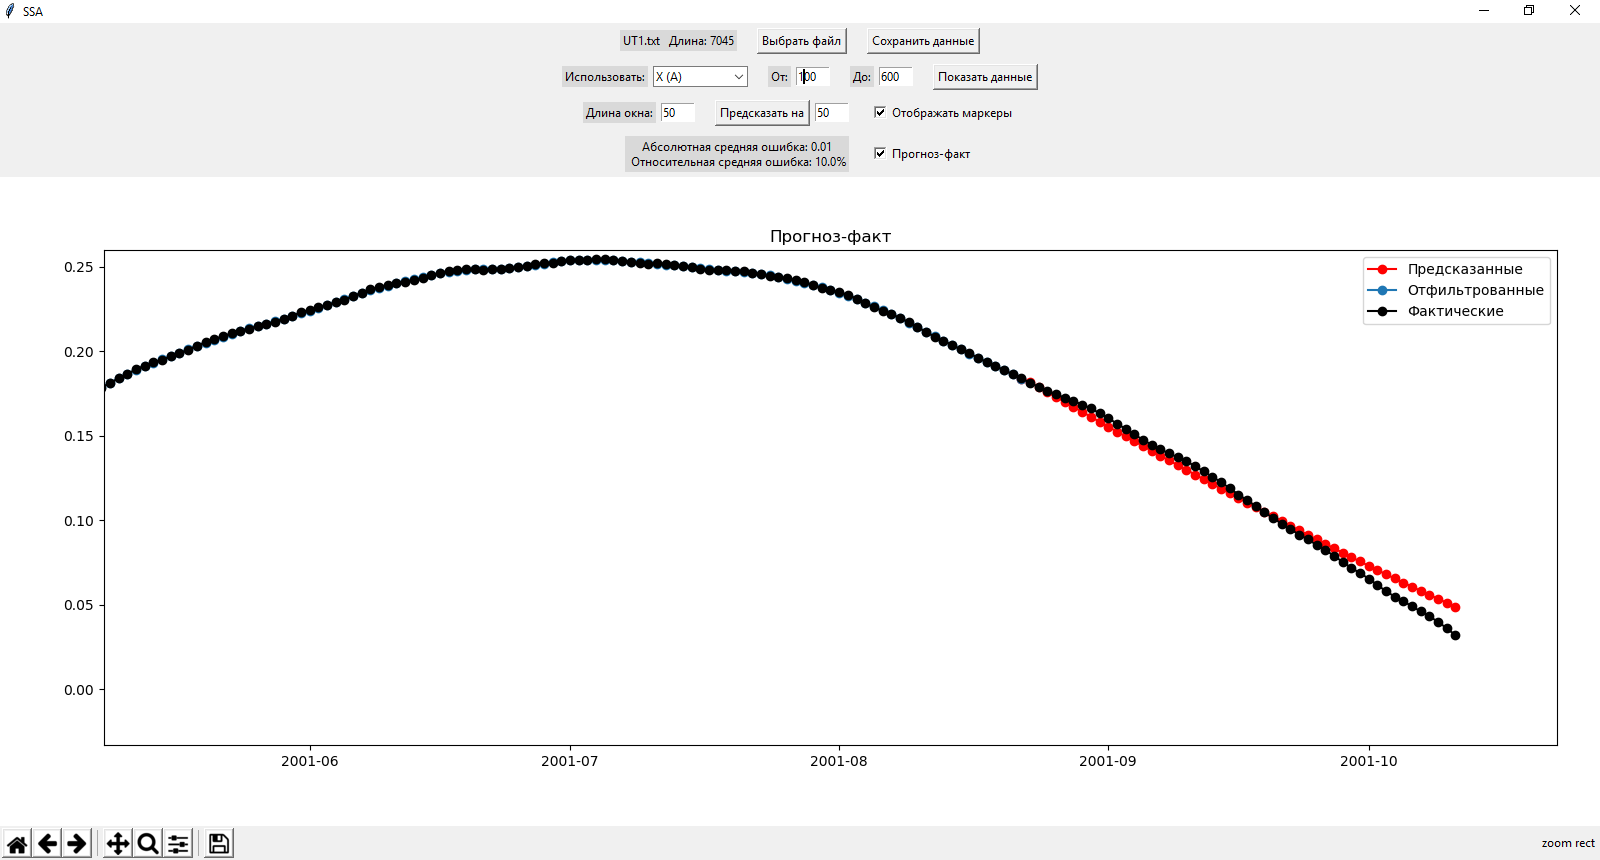 SSA
UT1.txt Длина: 7045 Выбрать файл Сохранить данные
Использовать: X (A) От: 100 До: 600 Показать данные
Длина окна: 50 Предсказать на 50 Отображать маркеры
Абсолютная средняя ошибка: 0.01
Относительная средняя ошибка: 10.0% Прогноз-факт
Прогноз-факт
Предсказанные
Отфильтрованные
Фактические
0.25
0.20
0.15
0.10
0.05
0.00
2001-06 2001-07 2001-08 2001-09 2001-10
zoom rect